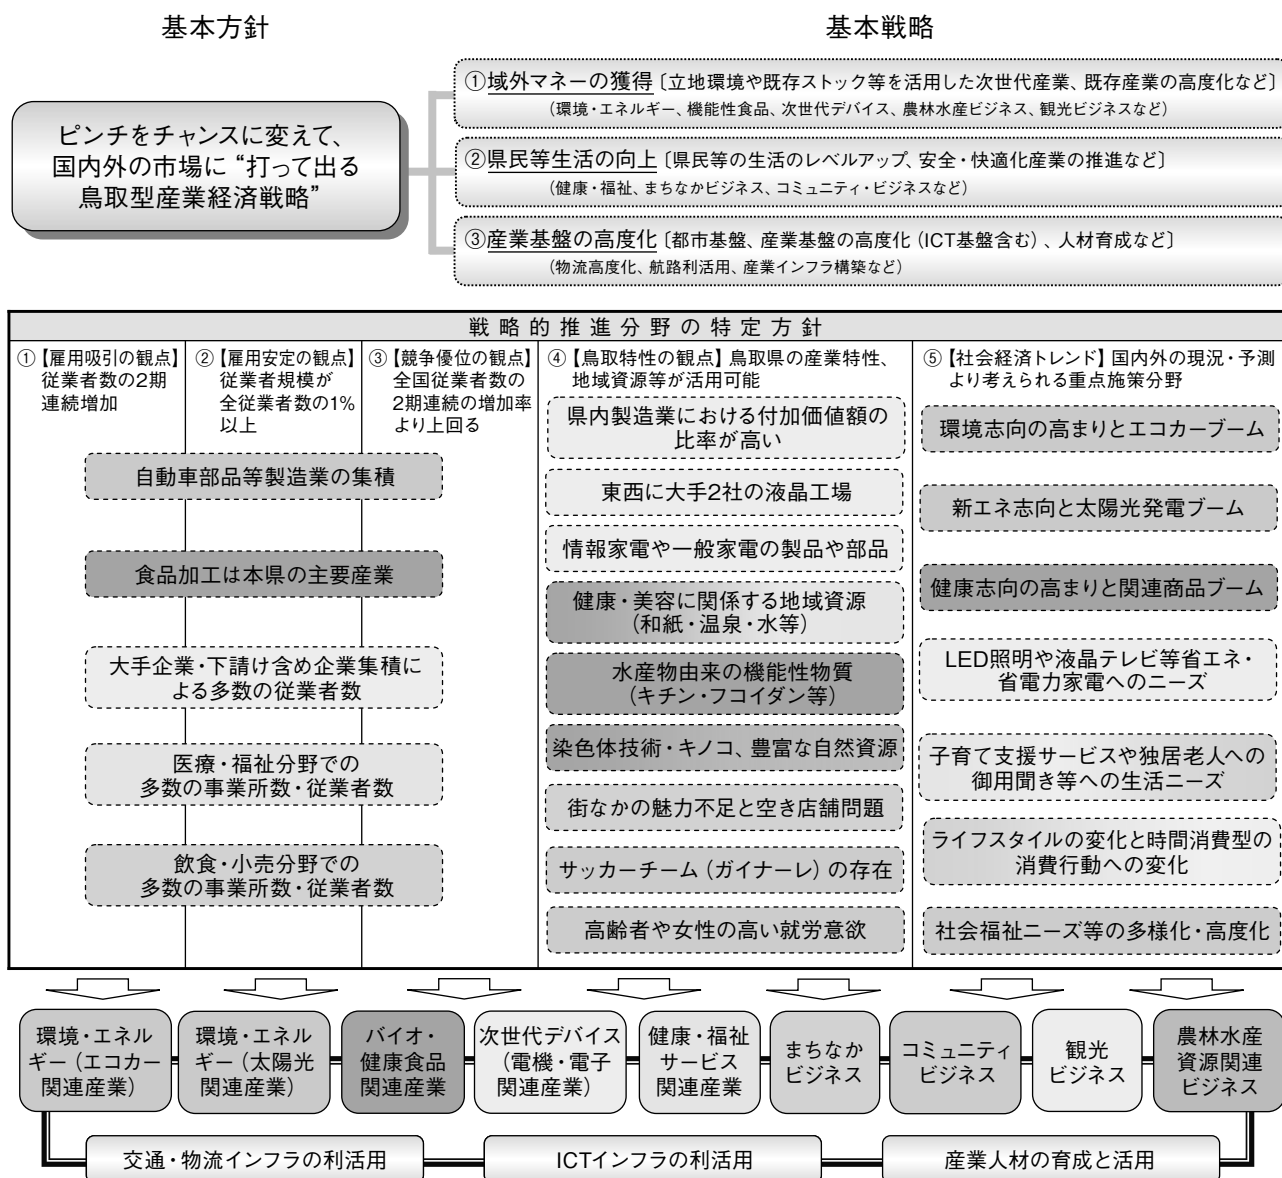 基本方針
基本戦略
ピンチをチャンスに変えて、
国内外の市場に“打って出る
鳥取型産業経済戦略”
①域外マネーの獲得〔立地環境や既存ストック等を活用した次世代産業、既存産業の高度化など〕
（環境・エネルギー、機能性食品、次世代デバイス、農林水産ビジネス、観光ビジネスなど）
②県民等生活の向上〔県民等の生活のレベルアップ、安全・快適化産業の推進など〕
（健康・福祉、まちなかビジネス、コミュニティ・ビジネスなど）
③産業基盤の高度化〔都市基盤、産業基盤の高度化（ICT基盤含む）、人材育成など〕
（物流高度化、航路利活用、産業インフラ構築など）
戦略的推進分野の特定方針
①【雇用吸引の観点】
従業者数の2期
連続増加
②【雇用安定の観点】
従業者規模が
全従業者数の1%
以上
③【競争優位の観点】
全国従業者数の
2期連続の増加率
より上回る
④【鳥取特性の観点】鳥取県の産業特性、
地域資源等が活用可能
⑤【社会経済トレンド】国内外の現況・予測
より考えられる重点施策分野
自動車部品等製造業の集積
食品加工は本県の主要産業
大手企業・下請け含め企業集積に
よる多数の従業者数
医療・福祉分野での
多数の事業所数・従業者数
飲食・小売分野での
多数の事業所数・従業者数
県内製造業における付加価値額の
比率が高い
東西に大手2社の液晶工場
情報家電や一般家電の製品や部品
健康・美容に関係する地域資源
（和紙・温泉・水等）
水産物由来の機能性物質
（キチン・フコイダン等）
染色体技術・キノコ、豊富な自然資源
街なかの魅力不足と空き店舗問題
サッカーチーム（ガイナーレ）の存在
高齢者や女性の高い就労意欲
環境志向の高まりとエコカーブーム
新エネ志向と太陽光発電ブーム
健康志向の高まりと関連商品ブーム
LED照明や液晶テレビ等省エネ・
省電力家電へのニーズ
子育て支援サービスや独居老人への
御用聞き等への生活ニーズ
ライフスタイルの変化と時間消費型の
消費行動への変化
社会福祉ニーズ等の多様化・高度化
環境・エネル
ギー（エコカー
関連産業）
環境・エネル
ギー（太陽光
関連産業）
バイオ・
健康食品
関連産業
次世代デバイス
（電機・電子
関連産業）
健康・福祉
サービス
関連産業
まちなか
ビジネス
コミュニティ
ビジネス
観光
ビジネス
農林水産
資源関連
ビジネス
交通・物流インフラの利活用
ICTインフラの利活用
産業人材の育成と活用